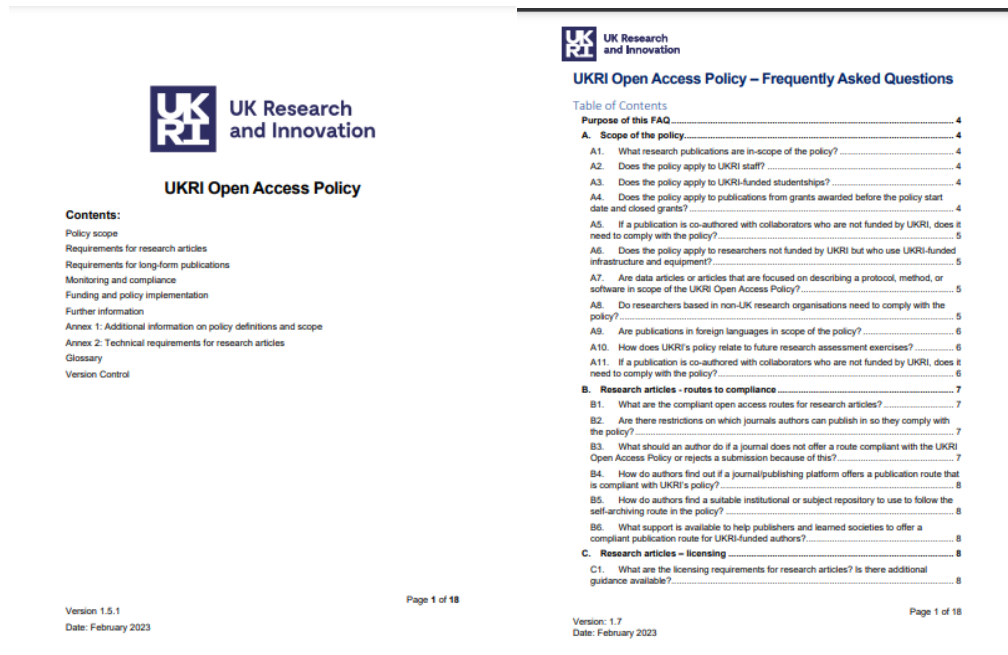 UK
RI
UK Research
and Innovation
UKRI Open Access Policy
Contents:
Policy scope
Requirements for research articles
Requirements for long-form publications
Monitoring and compliance
Funding and policy implementation
Further information
Annex 1: Additional information on policy definitions and scope
Annex 2: Technical requirements for research articles
Glossary
Version Control
Page 1 of 18
Version 1.5.1
Date: February 2023
UK
RI
UK Research
and Innovation
UKRI Open Access Policy – Frequently Asked Questions
Table of Contents
Purpose of this FAQ ... 4
A. Scope of the policy ... 4
A1. What research publications are in-scope of the policy? ... 4
A2. Does the policy apply to UKRI staff? ... 4
A3. Does the policy apply to UKRI-funded studentships? ... 4
A4. Does the policy apply to publications from grants awarded before the policy start
date and closed grants? ... 4
A5. If a publication is co-authored with collaborators who are not funded by UKRI, does it
need to comply with the policy? ... 5
A6. Does the policy apply to researchers not funded by UKRI but who use UKRI-funded
infrastructure and equipment? ... 5
A7. Are data articles or articles that are focused on describing a protocol, method, or
software in scope of the UKRI Open Access Policy? ... 5
A8. Do researchers based in non-UK research organisations need to comply with the
policy? ... 5
A9. Are publications in foreign languages in scope of the policy? ... 6
A10. How does UKRI's policy relate to future research assessment exercises? ... 6
A11. If a publication is co-authored with collaborators who are not funded by UKRI, does it
need to comply with the policy? ... 6
B. Research articles - routes to compliance ... 7
B1. What are the compliant open access routes for research articles? ... 7
B2. Are there restrictions on which journals authors can publish in so they comply with
the policy? ... 7
B3. What should an author do if a journal does not offer a route compliant with the UKRI
Open Access Policy or rejects a submission because of this? ... 7
B4. How do authors find out if a journal/publishing platform offers a publication route that
is compliant with UKRI's policy? ... 8
B5. How do authors find a suitable institutional or subject repository to use to follow the
self-archiving route in the policy? ... 8
B6. What support is available to help publishers and learned societies to offer a
compliant publication route for UKRI-funded authors? ... 8
C. Research articles – licensing ... 8
C1. What are the licensing requirements for research articles? Is there additional
guidance available? ... 8
Page 1 of 18
Version: 1.7
Date: February 2023